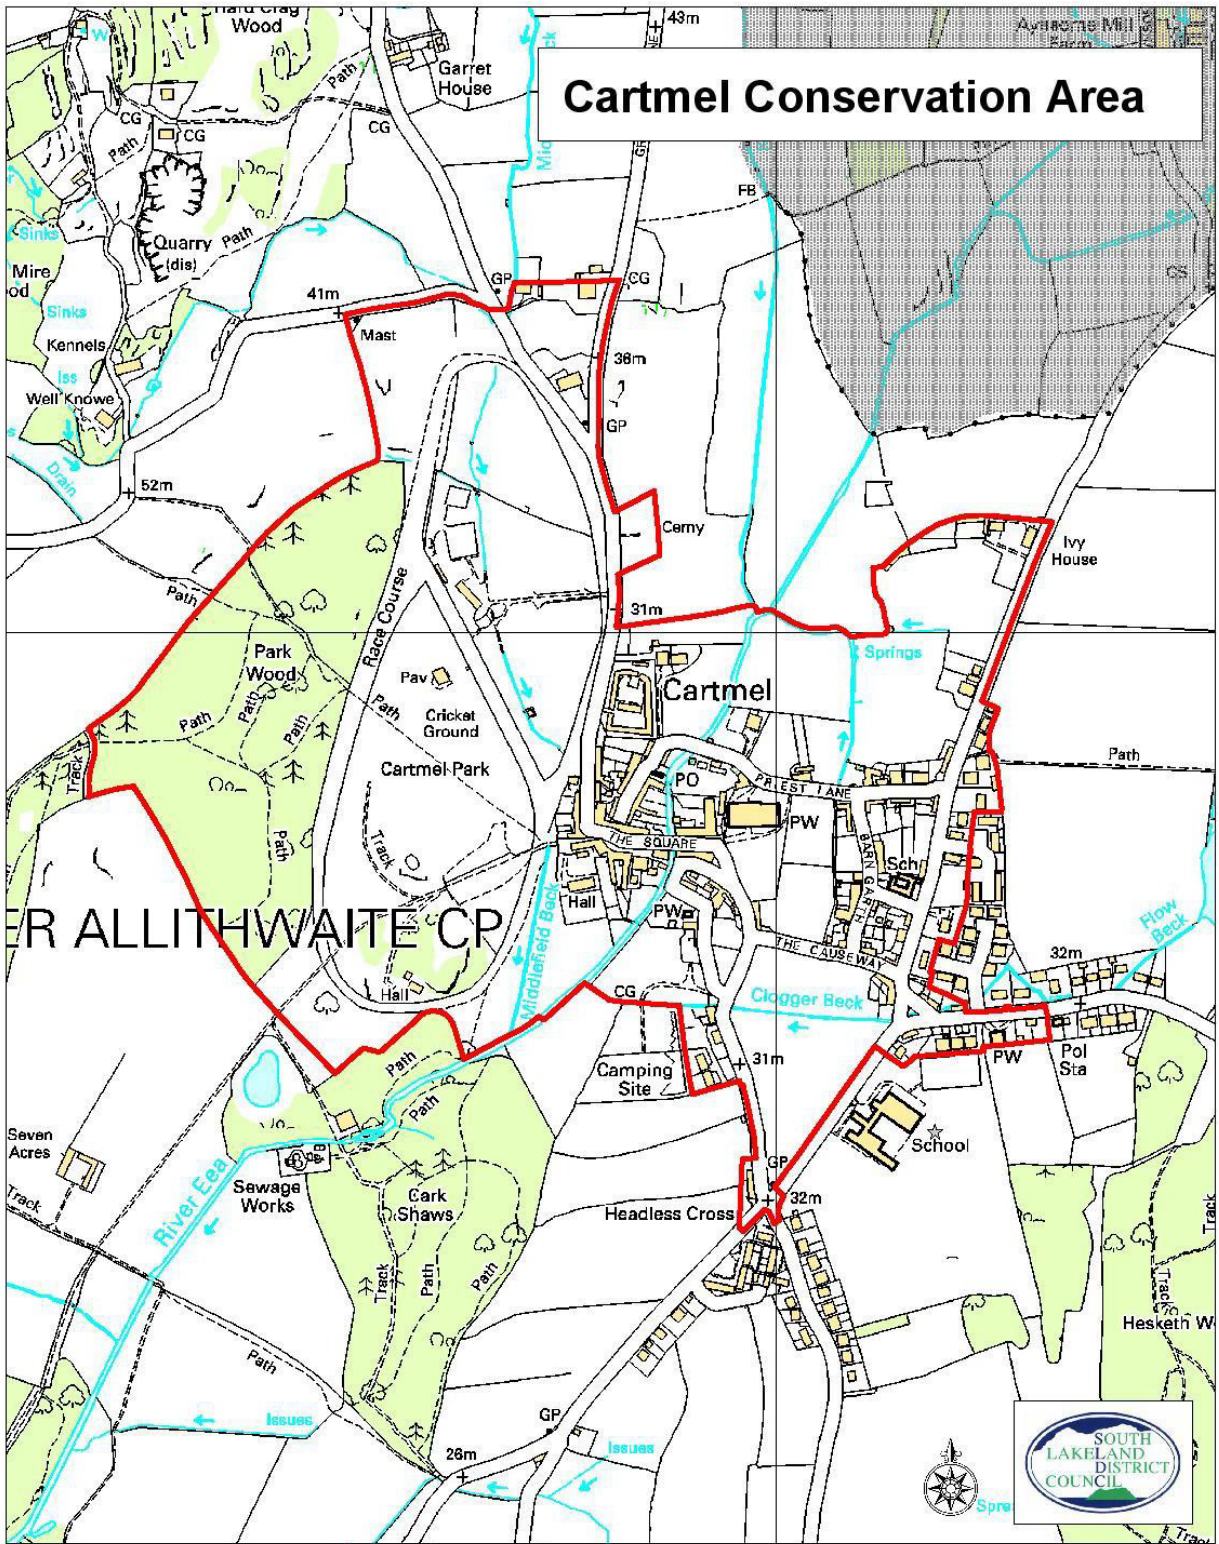 Wood
43m
Garret
House
Path
CG
CG
CG
Path
Cartmel Conservation Area
FB
Sinks
Quarry
(dis)
Path
Mire
Sinks
41m
GP
CG
CS
Mast
Kennels
Iss
Well Knowe
36m
GP
Drain
52m
Cerny
Ivy
House
Path
Race Course
31m
Springs
Park
Wood
Pav
Cartmel
Path
Path
Path
Path
Cricket
Ground
Track
Cartmel Park
PO
PRIEST LANE
Path
PW
THE SQUARE
Path
Track
BARN GARTH
Sch
Hall
PW
ER ALLITHWAITE CP
Middlefield Beck
THE CAUSEWAY
Flow
Beck
32m
Hall
CG
Clogger Beck
Path
Camping
Site
31m
PW
Pol
Sta
Path
Seven
Acres
School
GP
Sewage
Works
Cark
Shaws
Headless Cross
32m
Track
River Eea
Track
Track
Path
Path
Track
Hesketh W
Path
Issues
GP
26m
Issues
SOUTH
LAKELAND
DISTRICT
COUNCIL
Spre
Track